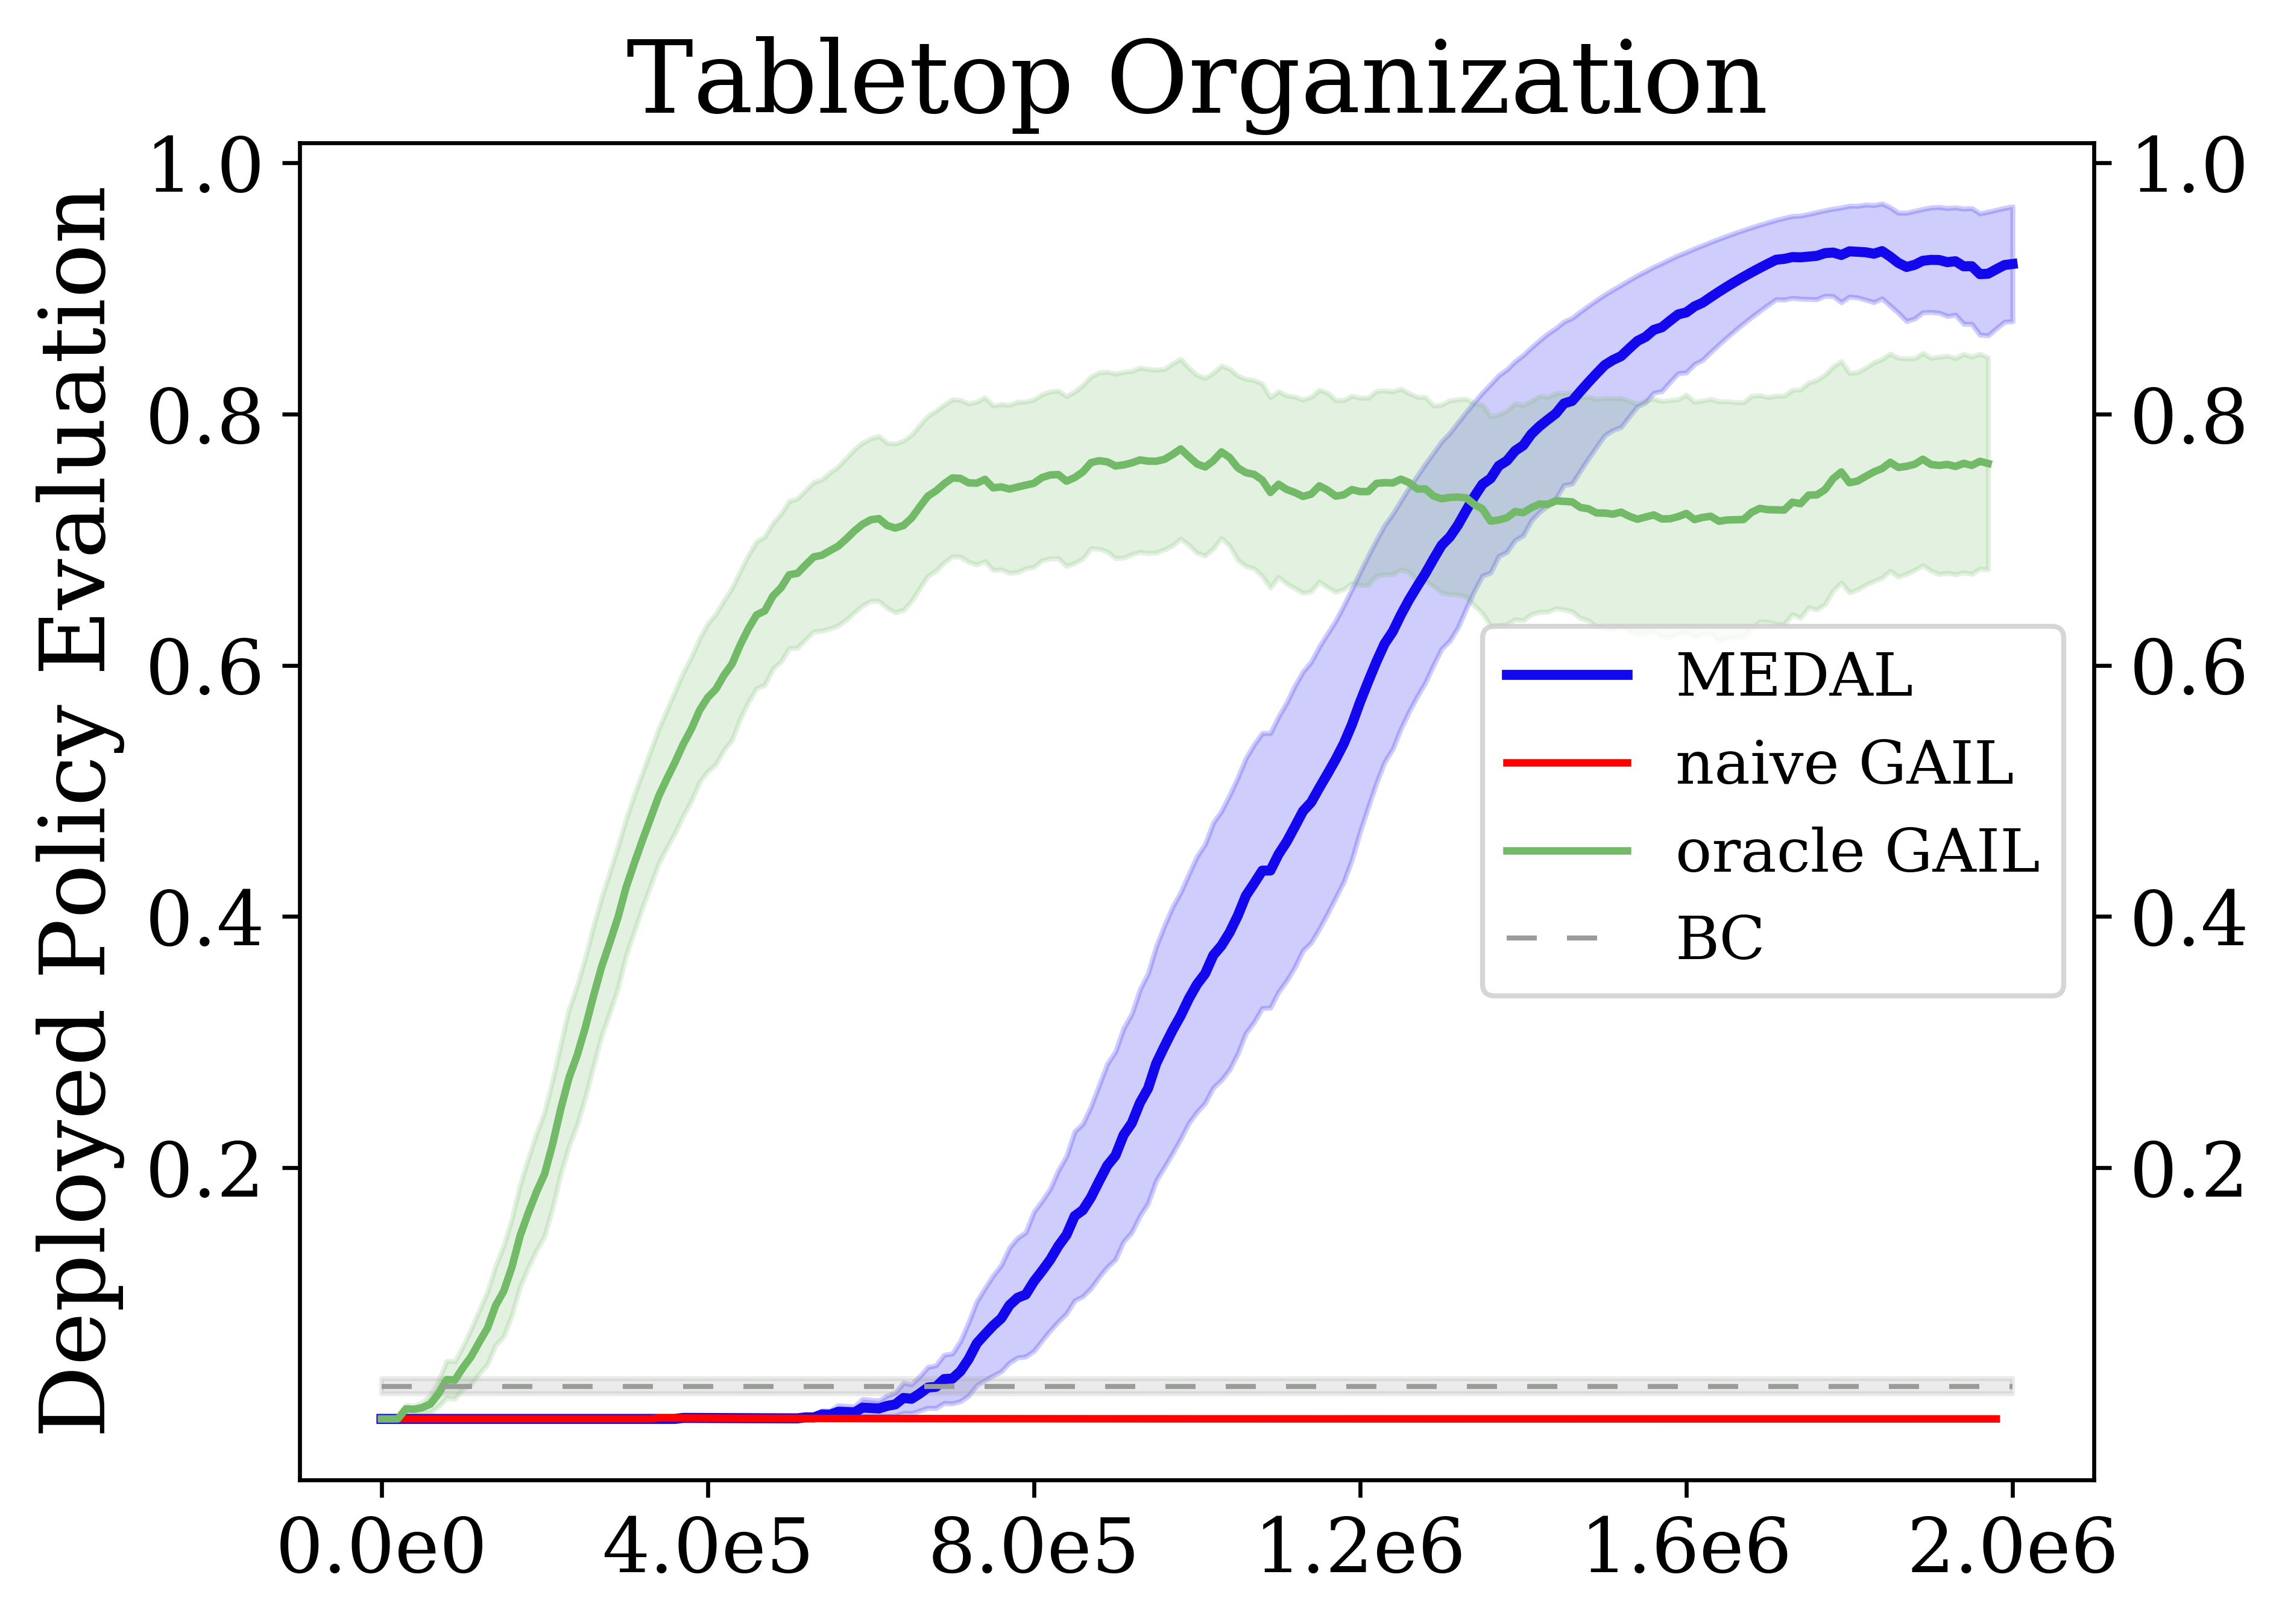 Tabletop Organization
Deployed Policy Evaluation
1.0
0.8
0.6
0.4
0.2
1.0
0.8
0.6
0.4
0.2
MEDAL
naive GAIL
oracle GAIL
BC
0.0e0 4.0e5 8.0e5 1.2e6 1.6e6 2.0e6